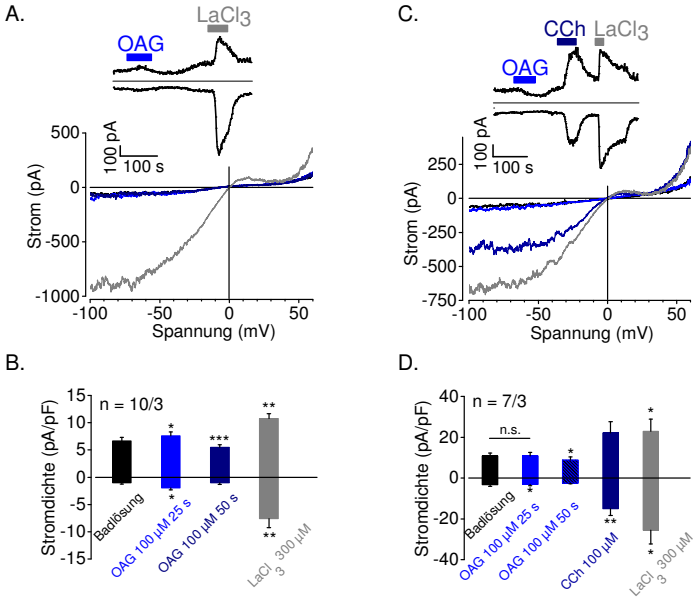 A.
OAG
LaCl3
100 pA
100 s
Strom (pA)
500
0
-500
-1000
-100
-50
0
50
Spannung (mV)
C.
OAG
CCh
LaCl3
100 pA
100 s
Strom (pA)
250
0
-250
-500
-750
-100
-50
0
50
Spannung (mV)
B.
n = 10/3
Stromdichte (pA/pF)
15
10
5
0
-5
-10
-15
*
***
**
*
**
Badlösung
OAG 100 µM 25 s
OAG 100 µM 50 s
LaCl3 300 µM
D.
n = 7/3
Stromdichte (pA/pF)
40
20
0
-20
-40
n.s.
*
*
*
**
*
Badlösung
OAG 100 µM 25 s
OAG 100 µM 50 s
CCh 100 µM
LaCl3 300 µM